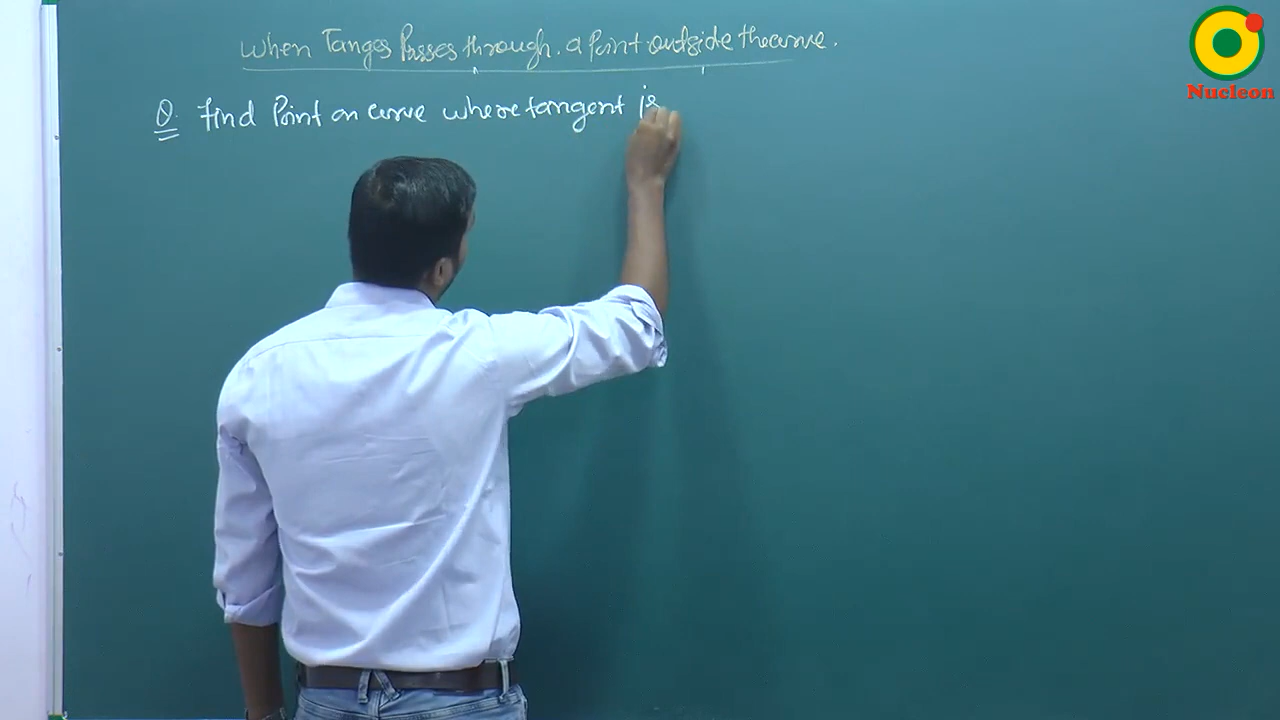 When Tanges Passes through. a Point outside the curve.
Q. Find Point on curve where tangent is
Nucleon